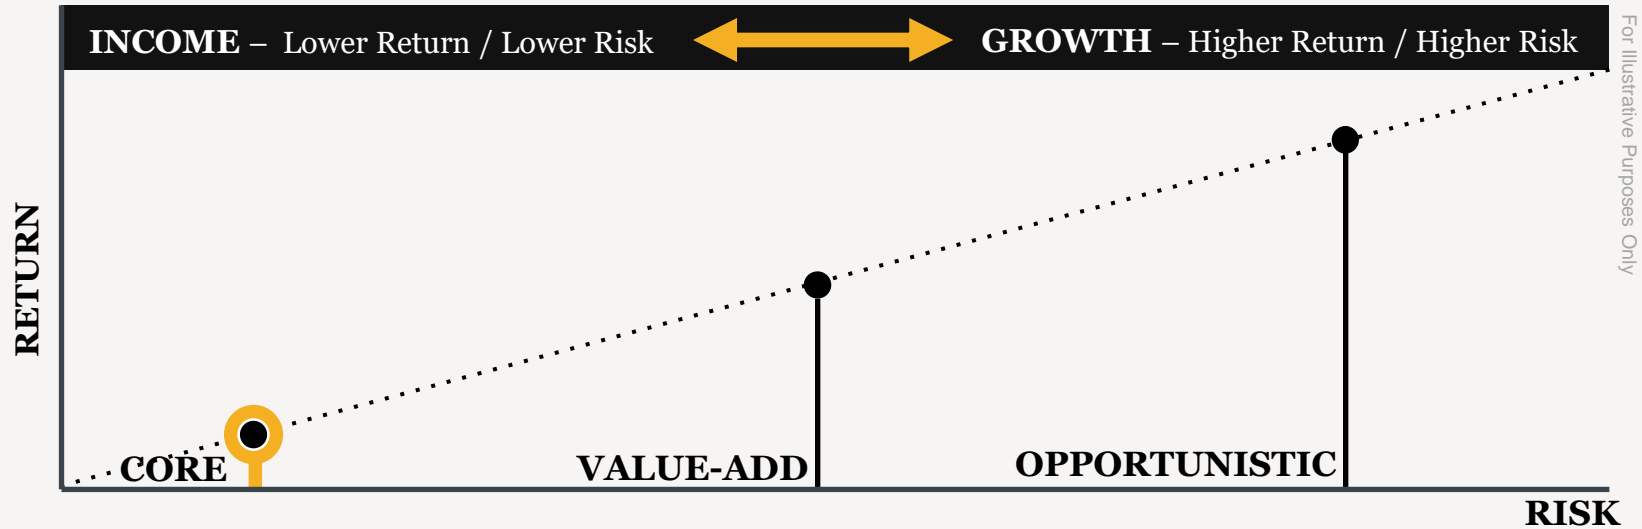 INCOME – Lower Return / Lower Risk
GROWTH – Higher Return / Higher Risk
For Illustrative Purposes Only
RETURN
CORE
VALUE-ADD
OPPORTUNISTIC
RISK